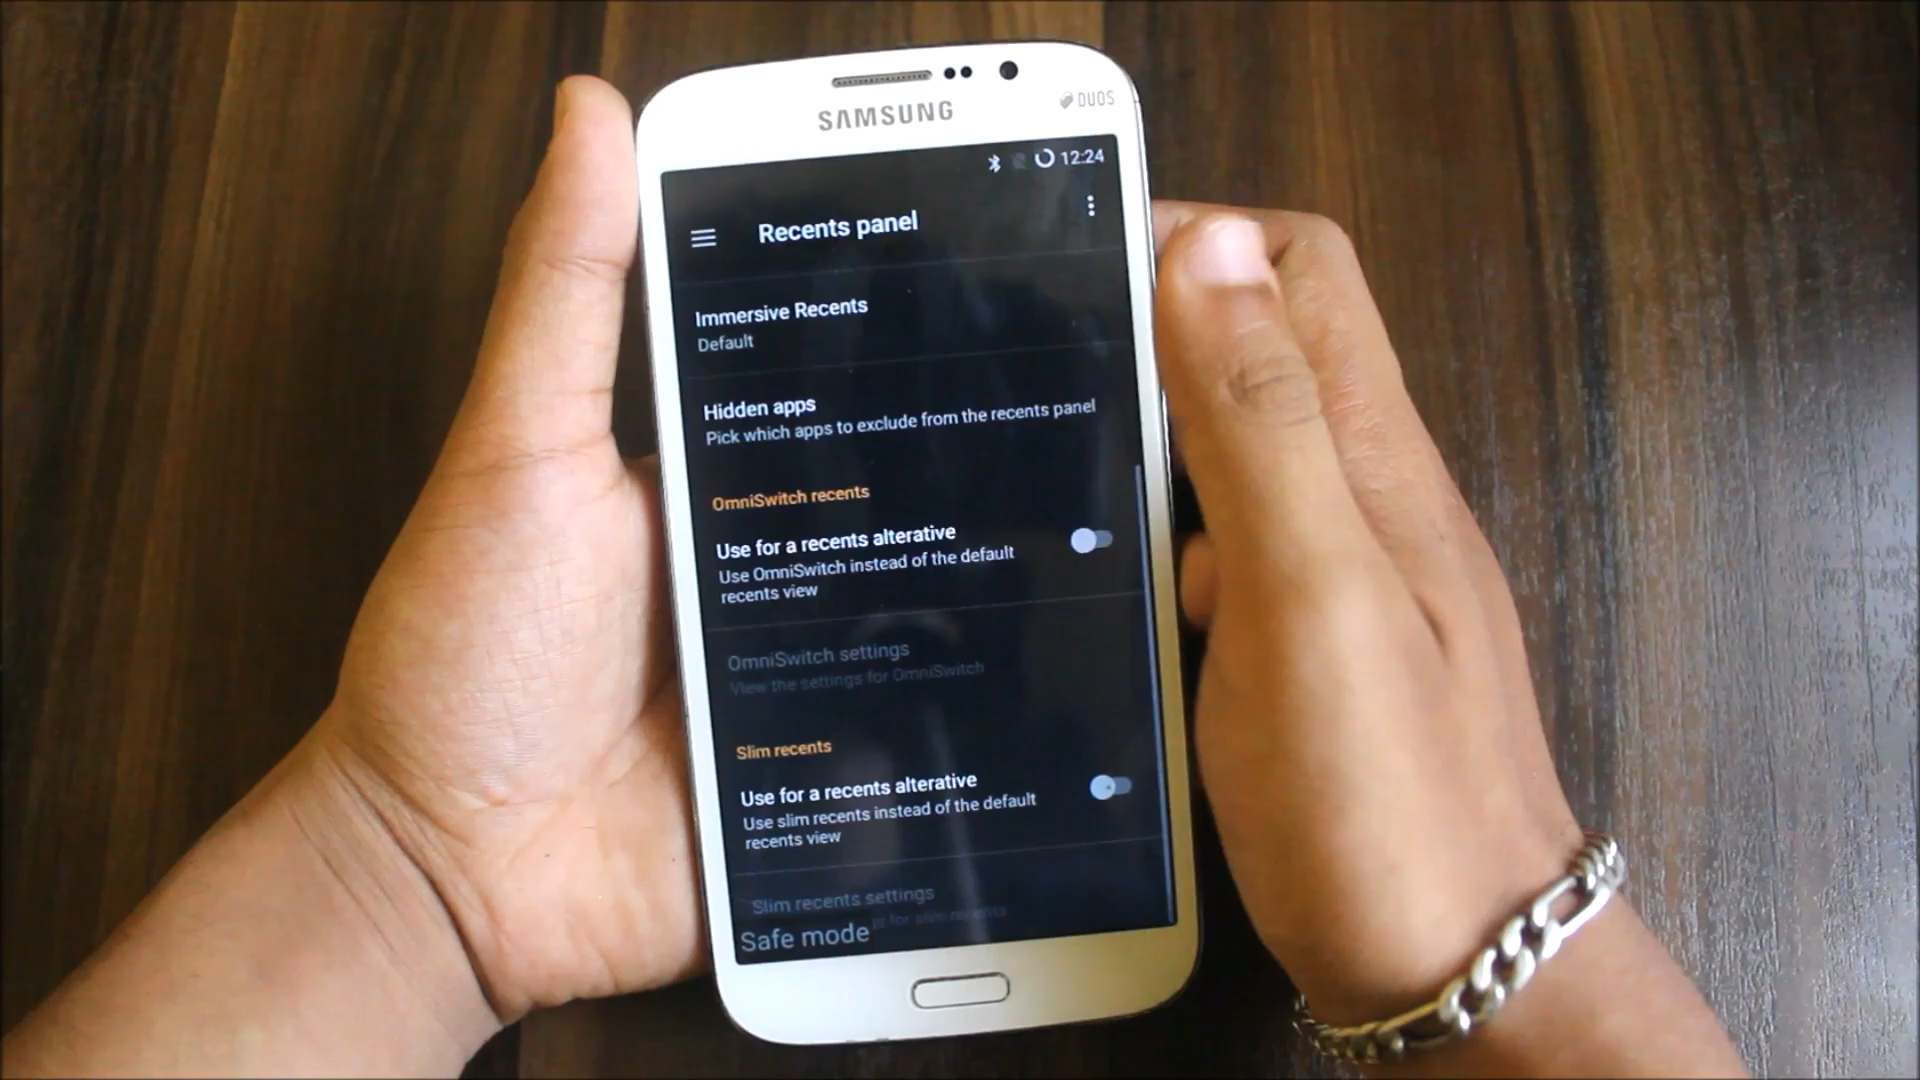 SAMSUNG
DUOS
12:24
Recents panel
Immersive Recents
Default
Hidden apps
Pick which apps to exclude from the recents panel
OmniSwitch recents
Use for a recents alterative
Use OmniSwitch instead of the default
recents view
OmniSwitch settings
View the settings for OmniSwitch
Slim recents
Use for a recents alterative
Use slim recents instead of the default
recents view
Slim recents settings
for slim recents
Safe mode